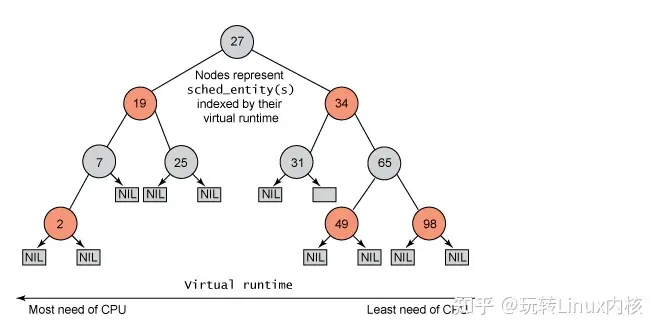 27
Nodes represent
sched_entity(s)
indexed by their
virtual runtime
19
34
7
25
31
65
NIL
NIL
NIL
NIL
2
49
98
NIL
NIL
NIL
NIL
NIL
NIL
Virtual runtime
Most need of CPU
Least need of CPU
知乎 @玩转Linux内核